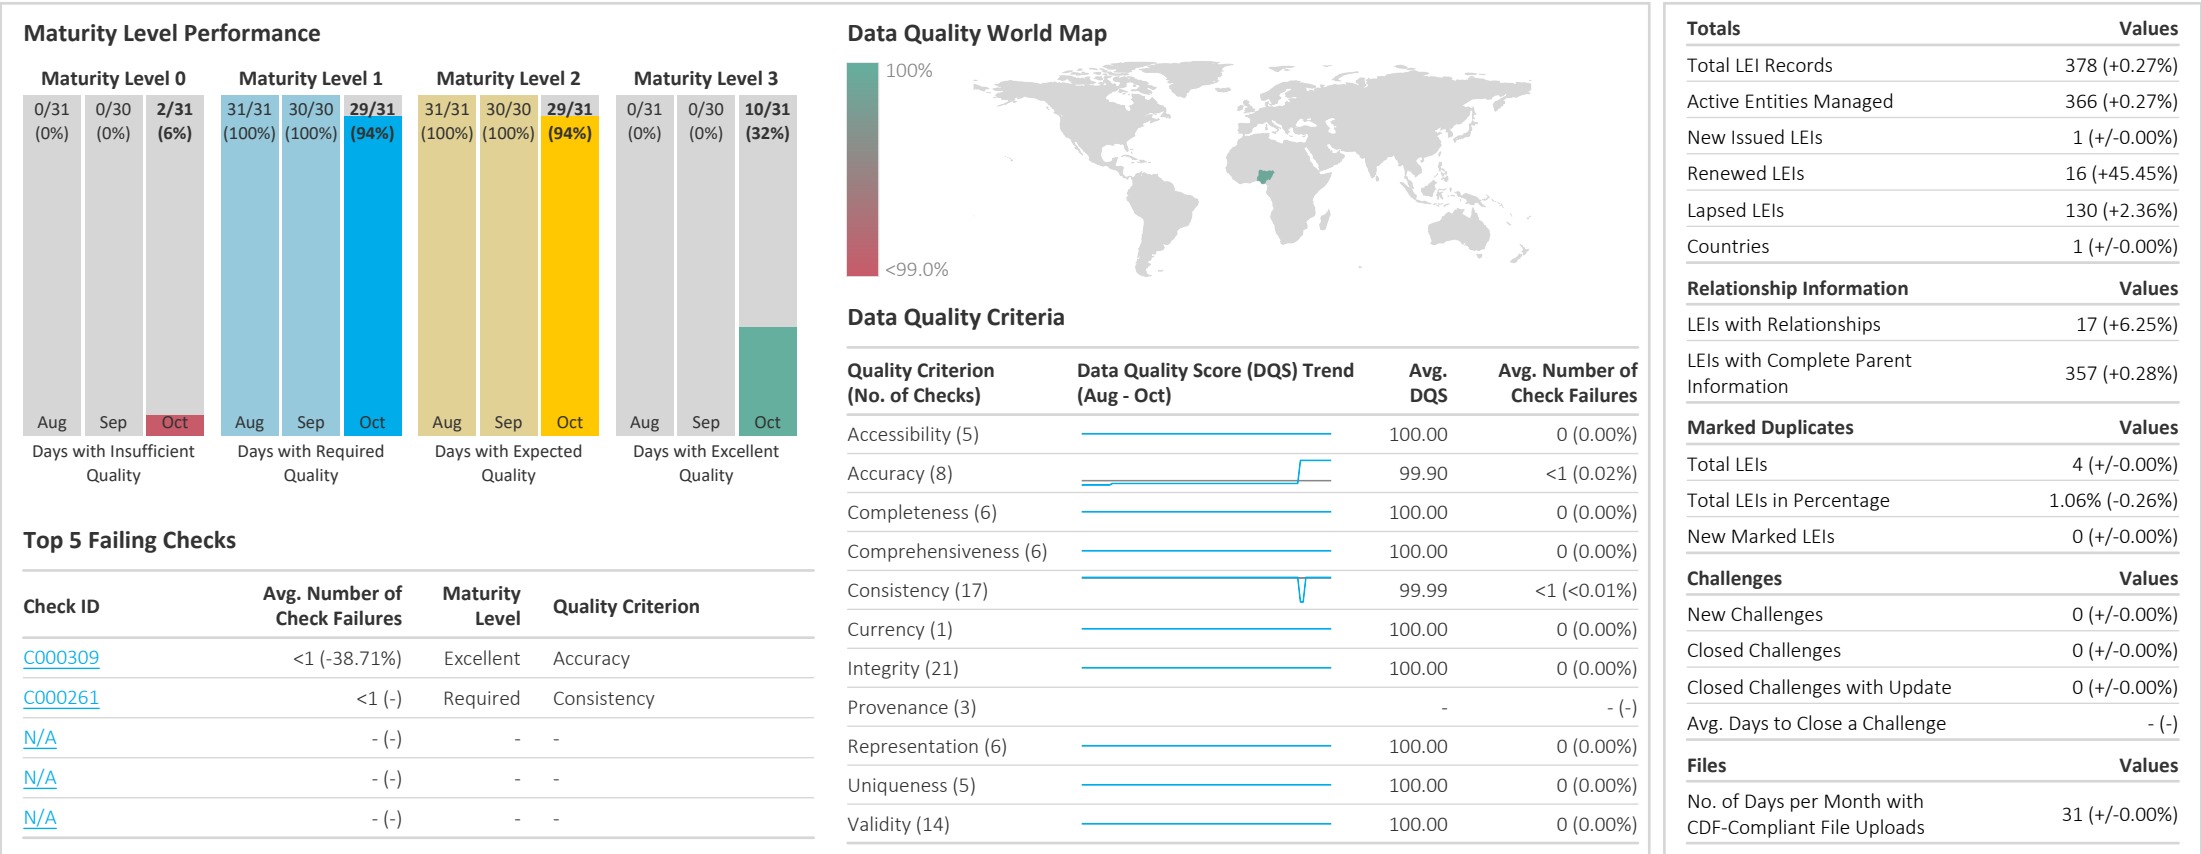 Maturity Level Performance
Maturity Level 0 Maturity Level 1 Maturity Level 2 Maturity Level 3
0/31 0/30 2/31 31/31 30/30 29/31 31/31 30/30 29/31 0/31 0/30 10/31
(0%) (0%) (6%) (100%) (100%) (94%) (100%) (100%) (94%) (0%) (0%) (32%)
Aug Sep Oct Aug Sep Oct Aug Sep Oct Aug Sep Oct
Days with Insufficient Days with Required Days with Expected Days with Excellent
Quality Quality Quality Quality
Top 5 Failing Checks
Avg. Number of Maturity
Check ID Check Failures Level Quality Criterion
C000309 <1 (-38.71%) Excellent Accuracy
C000261 <1 (-) Required Consistency
N/A - (-) - -
N/A - (-) - -
N/A - (-) - -
Data Quality World Map
100%
<99.0%
Data Quality Criteria
Quality Criterion Data Quality Score (DQS) Trend Avg. Avg. Number of
(No. of Checks) (Aug - Oct) DQS Check Failures
Accessibility (5) 100.00 0 (0.00%)
Accuracy (8) 99.90 <1 (0.02%)
Completeness (6) 100.00 0 (0.00%)
Comprehensiveness (6) 100.00 0 (0.00%)
Consistency (17) 99.99 <1 (<0.01%)
Currency (1) 100.00 0 (0.00%)
Integrity (21) 100.00 0 (0.00%)
Provenance (3) - - (-)
Representation (6) 100.00 0 (0.00%)
Uniqueness (5) 100.00 0 (0.00%)
Validity (14) 100.00 0 (0.00%)
Totals Values
Total LEI Records 378 (+0.27%)
Active Entities Managed 366 (+0.27%)
New Issued LEIs 1 (+/-0.00%)
Renewed LEIs 16 (+45.45%)
Lapsed LEIs 130 (+2.36%)
Countries 1 (+/-0.00%)
Relationship Information Values
LEIs with Relationships 17 (+6.25%)
LEIs with Complete Parent
Information 357 (+0.28%)
Marked Duplicates Values
Total LEIs 4 (+/-0.00%)
Total LEIs in Percentage 1.06% (-0.26%)
New Marked LEIs 0 (+/-0.00%)
Challenges Values
New Challenges 0 (+/-0.00%)
Closed Challenges 0 (+/-0.00%)
Closed Challenges with Update 0 (+/-0.00%)
Avg. Days to Close a Challenge - (-)
Files Values
No. of Days per Month with
CDF-Compliant File Uploads 31 (+/-0.00%)